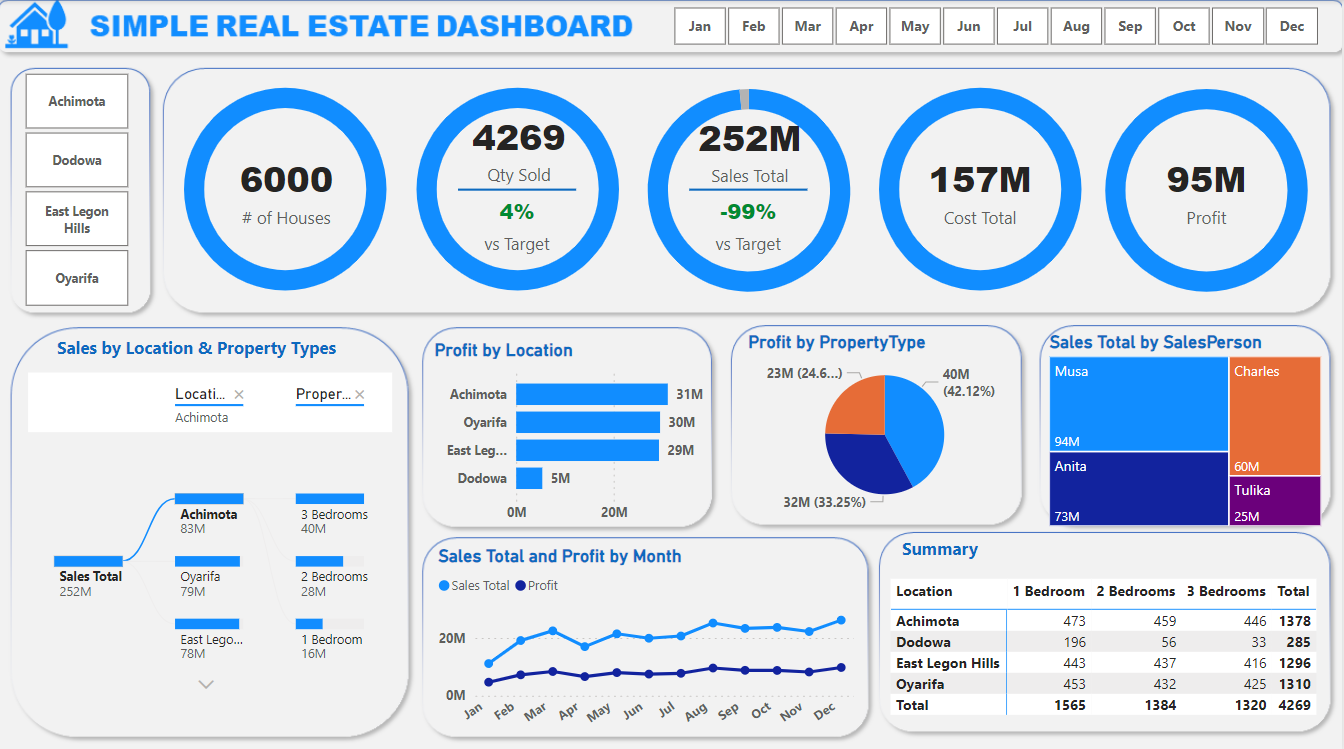 SIMPLE REAL ESTATE DASHBOARD
Jan Feb Mar Apr May Jun Jul Aug Sep Oct Nov Dec
Achimota
Dodowa
East Legon
Hills
Oyarifa
6000
# of Houses
4269
Qty Sold
4%
vs Target
252M
Sales Total
-99%
vs Target
157M
Cost Total
95M
Profit
Sales by Location & Property Types
Locati... × Proper... ×
Achimota
Sales Total
252M
Achimota
83M
Oyarifa
79M
East Lego...
78M
3 Bedrooms
40M
2 Bedrooms
28M
1 Bedroom
16M
Profit by Location
Achimota 31M
Oyarifa 30M
East Leg... 29M
Dodowa 5M
0M 20M
Profit by PropertyType
23M (24.6...)
40M
(42.12%)
32M (33.25%)
Sales Total by SalesPerson
Musa
94M
Anita
73M
Charles
60M
Tulika
25M
Sales Total and Profit by Month
Sales Total Profit
20M
0M
Jan Feb Mar Apr May Jun Jul Aug Sep Oct Nov Dec
Summary
Location 1 Bedroom 2 Bedrooms 3 Bedrooms Total
Achimota 473 459 446 1378
Dodowa 196 56 33 285
East Legon Hills 443 437 416 1296
Oyarifa 453 432 425 1310
Total 1565 1384 1320 4269